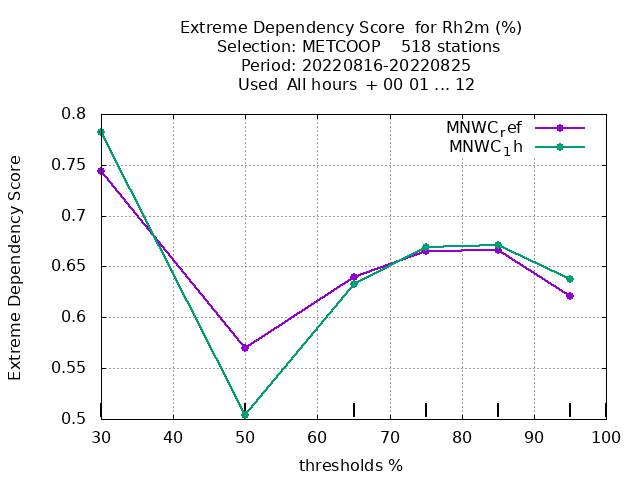 Extreme Dependency Score  for Rh2m (%)
Selection: METCOOP    518 stations
Period: 20220816-20220825
Used  All hours  + 00 01 ... 12
MNWCref
MNWC1h
0.8
0.75
0.7
0.65
0.6
0.55
0.5
Extreme Dependency Score
30 40 50 60 70 80 90 100
thresholds %